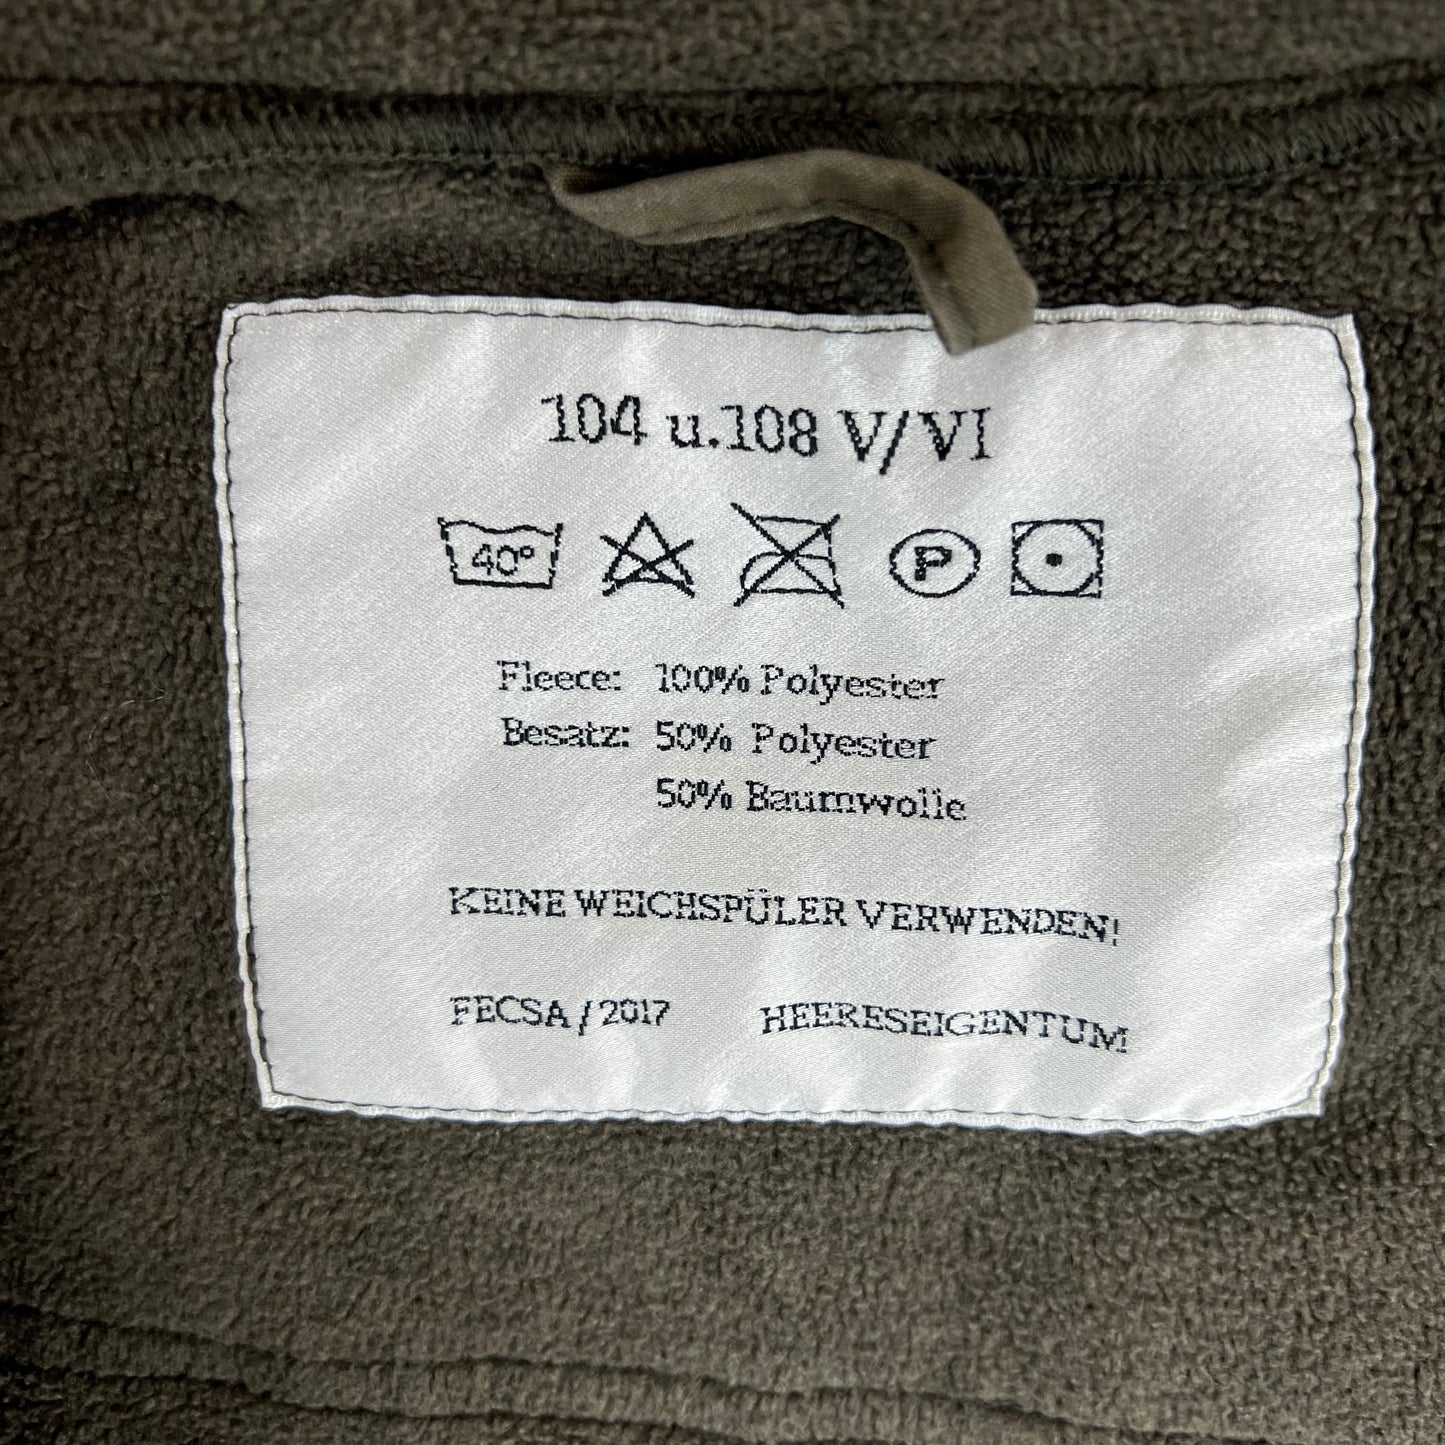 104 u.108 V/VI
40° P
Fleece: 100% Polyester
Besatz: 50% Polyester
50% Baumwolle
KEINE WEICHSPÜLER VERWENDEN!
FECSA / 2017 HEERESEIGENTUM